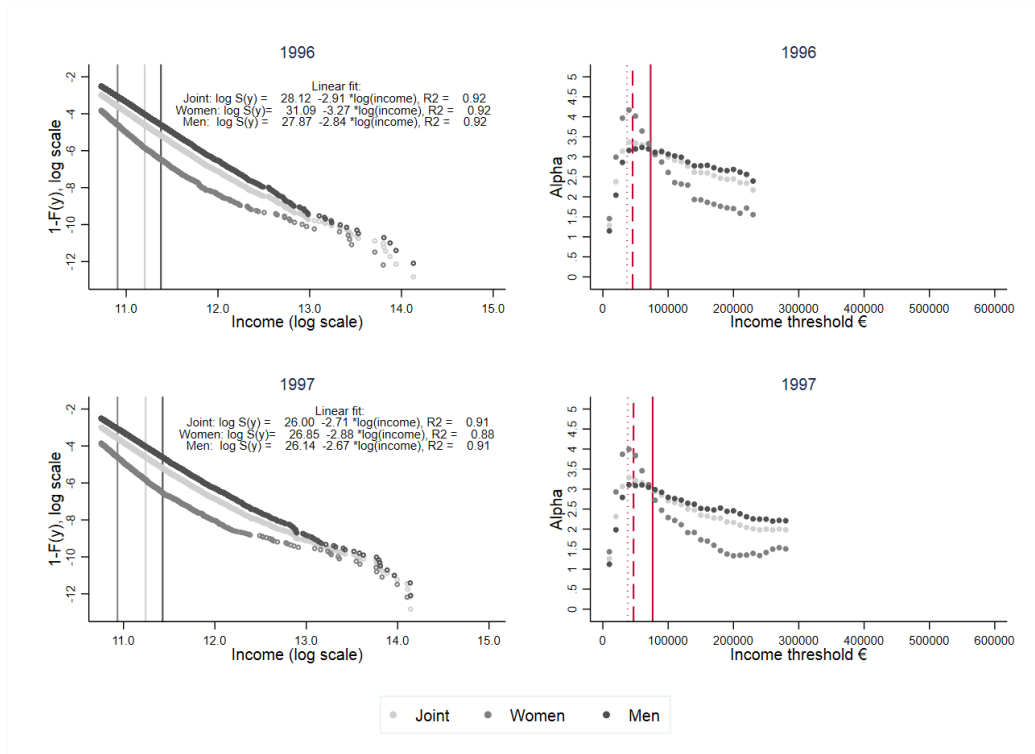 1996
1-F(y), log scale
-2
-4
-6
-8
-10
-12
Linear fit:
Joint: log S(y) = 28.12 -2.91 *log(income), R2 = 0.92
Women: log S(y)= 31.09 -3.27 *log(income), R2 = 0.92
Men: log S(y) = 27.87 -2.84 *log(income), R2 = 0.92
11.0 12.0 13.0 14.0 15.0
Income (log scale)
1996
Alpha
5
4.5
4
3.5
3
2.5
2
1.5
1
.5
0
0 100000 200000 300000 400000 500000 600000
Income threshold €
1997
1-F(y), log scale
-2
-4
-6
-8
-10
-12
Linear fit:
Joint: log S(y) = 26.00 -2.71 *log(income), R2 = 0.91
Women: log S(y)= 26.85 -2.88 *log(income), R2 = 0.88
Men: log S(y) = 26.14 -2.67 *log(income), R2 = 0.91
11.0 12.0 13.0 14.0 15.0
Income (log scale)
1997
Alpha
5
4.5
4
3.5
3
2.5
2
1.5
1
.5
0
0 100000 200000 300000 400000 500000 600000
Income threshold €
Joint Women Men